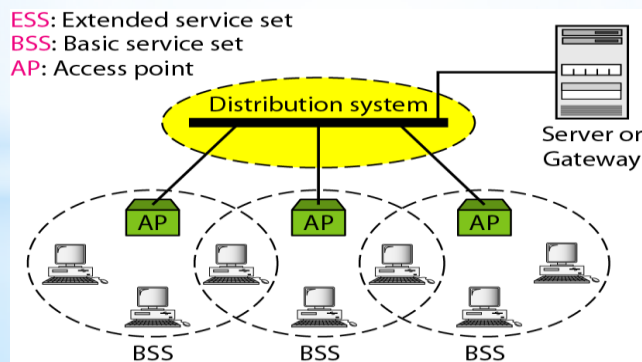 ESS: Extended service set
BSS: Basic service set
AP: Access point
Distribution system
Server or
Gateway
AP
AP
AP
BSS
BSS
BSS